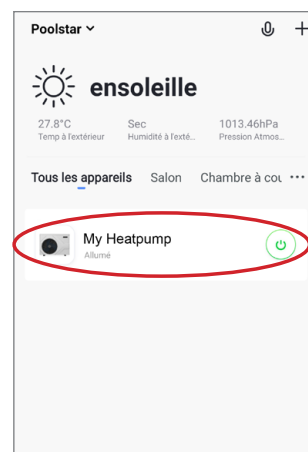 Poolstar
ensoleille
27.8°C Sec 1013.46hPa
Temp à l'extérieur Humidité à l'exté... Pression Atmos...
Tous les appareils Salon Chambre à cou ···
My Heatpump
Allumé